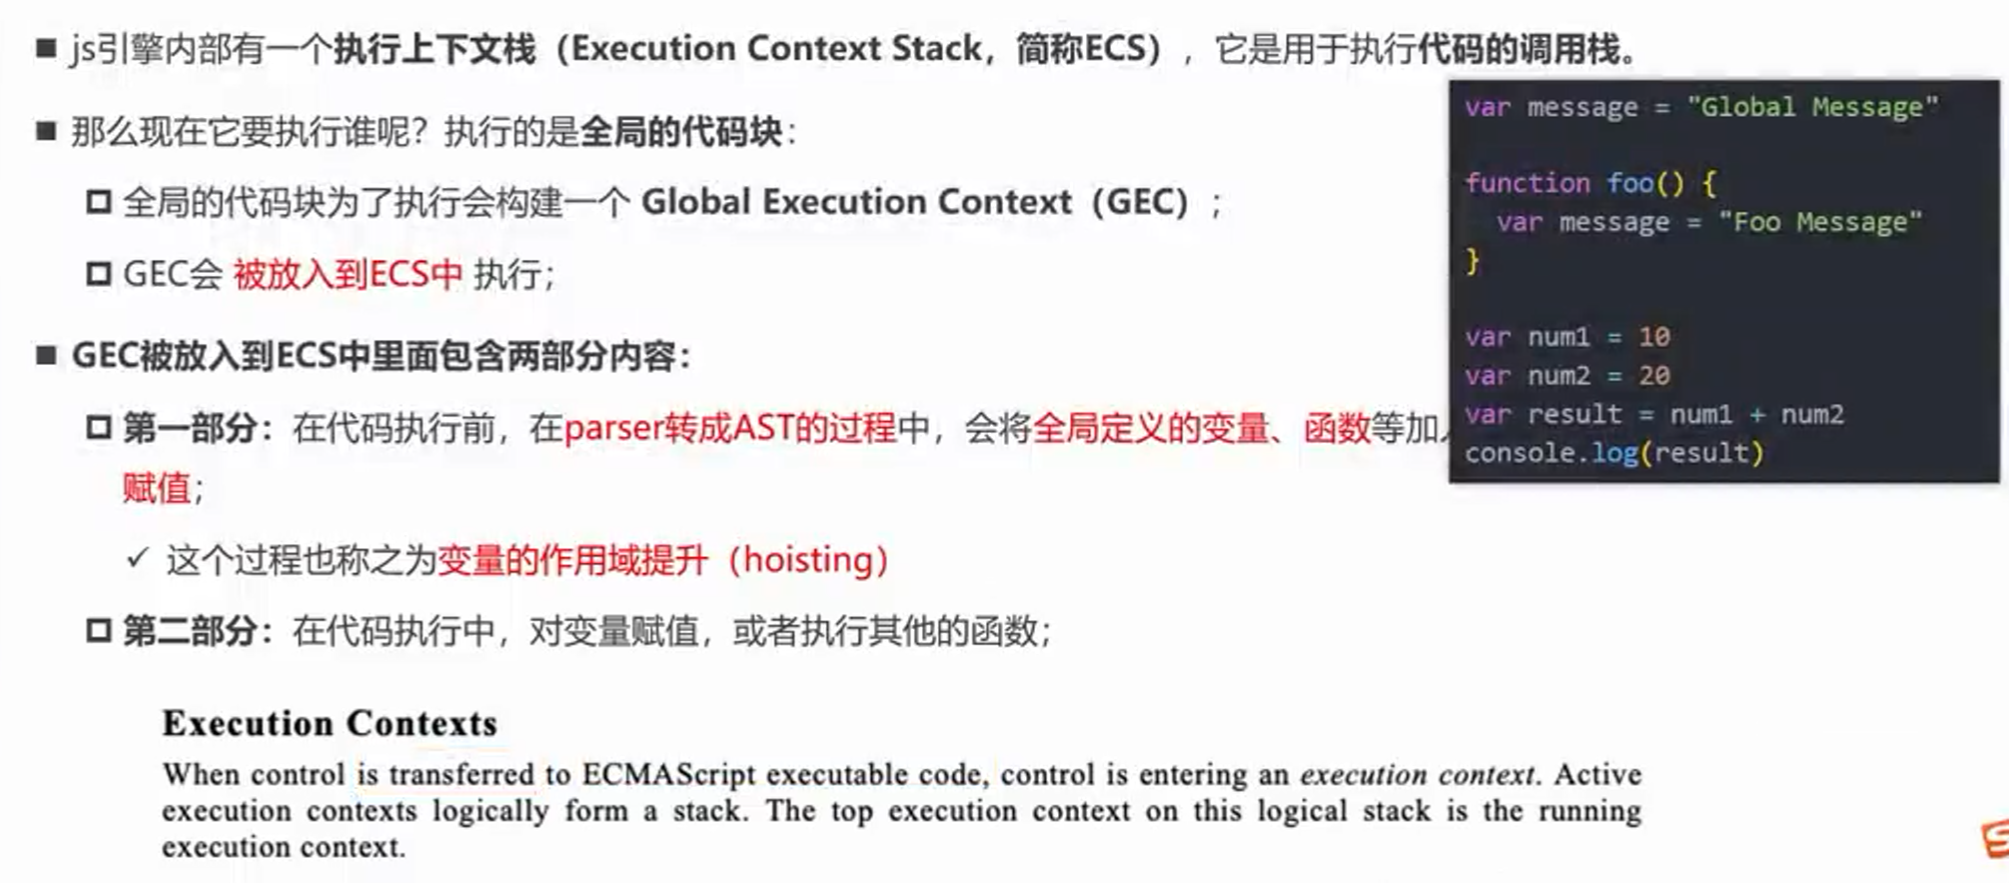 js引擎内部有一个执行上下文栈（Execution Context Stack，简称ECS），它是用于执行代码的调用栈。
那么现在它要执行谁呢？执行的是全局的代码块：
全局的代码块为了执行会构建一个 Global Execution Context（GEC）；
GEC会 被放入到ECS中 执行；
GEC被放入到ECS中里面包含两部分内容：
第一部分：在代码执行前，在parser转成AST的过程中，会将全局定义的变量、函数等加
赋值；
✓ 这个过程也称之为变量的作用域提升（hoisting）
第二部分：在代码执行中，对变量赋值，或者执行其他的函数；
var message = "Global Message"
function foo() {
  var message = "Foo Message"
}
var num1 = 10
var num2 = 20
var result = num1 + num2
console.log(result)
Execution Contexts
When control is transferred to ECMAScript executable code, control is entering an execution context. Active
execution contexts logically form a stack. The top execution context on this logical stack is the running
execution context.